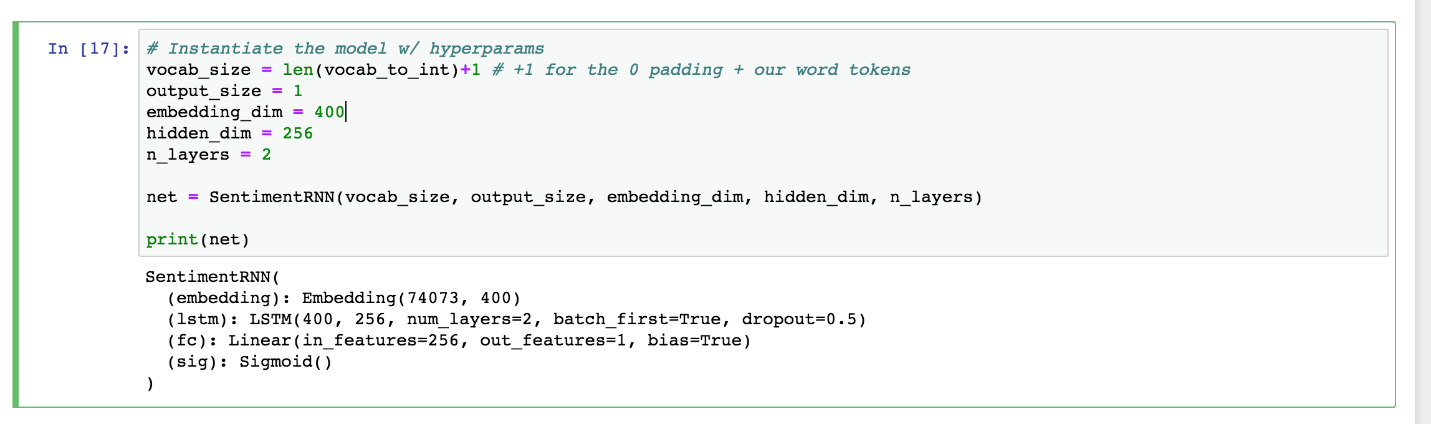 In [17]: # Instantiate the model w/ hyperparams
vocab_size = len(vocab_to_int)+1 # +1 for the 0 padding + our word tokens
output_size = 1
embedding_dim = 400
hidden_dim = 256
n_layers = 2
net = SentimentRNN(vocab_size, output_size, embedding_dim, hidden_dim, n_layers)
print(net)
SentimentRNN(
  (embedding): Embedding(74073, 400)
  (lstm): LSTM(400, 256, num_layers=2, batch_first=True, dropout=0.5)
  (fc): Linear(in_features=256, out_features=1, bias=True)
  (sig): Sigmoid()
)